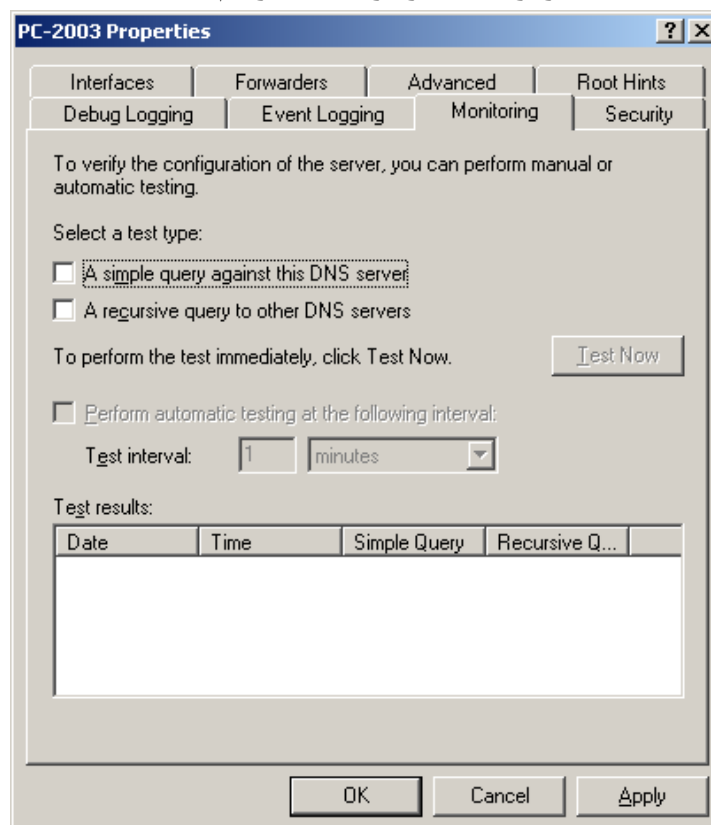 PC-2003 Properties
Interfaces Forwarders Advanced Root Hints
Debug Logging Event Logging Monitoring Security
To verify the configuration of the server, you can perform manual or
automatic testing.
Select a test type:
A simple query against this DNS server
A recursive query to other DNS servers
To perform the test immediately, click Test Now. Test Now
Perform automatic testing at the following interval:
Test interval: 1 minutes
Test results:
Date Time Simple Query Recursive Q...
OK Cancel Apply